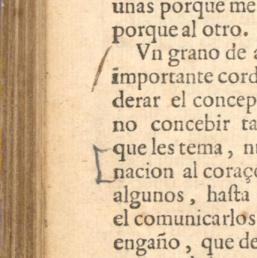 unas porque me
porque al otro.
Vn grano de a
importante cord
derar el concep
no concebir ta
que les tema, nu
nacion al coraço
algunos, hasta
el comunicarlos
engaño, que de